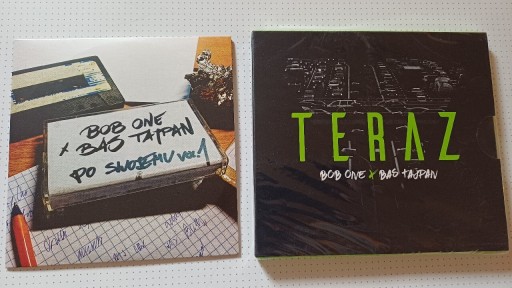 BOB ONE
x BAS TAJPAN
PO SWOJEMU VOL.1
TERAZ
BOB ONE x BAS TAJPAN